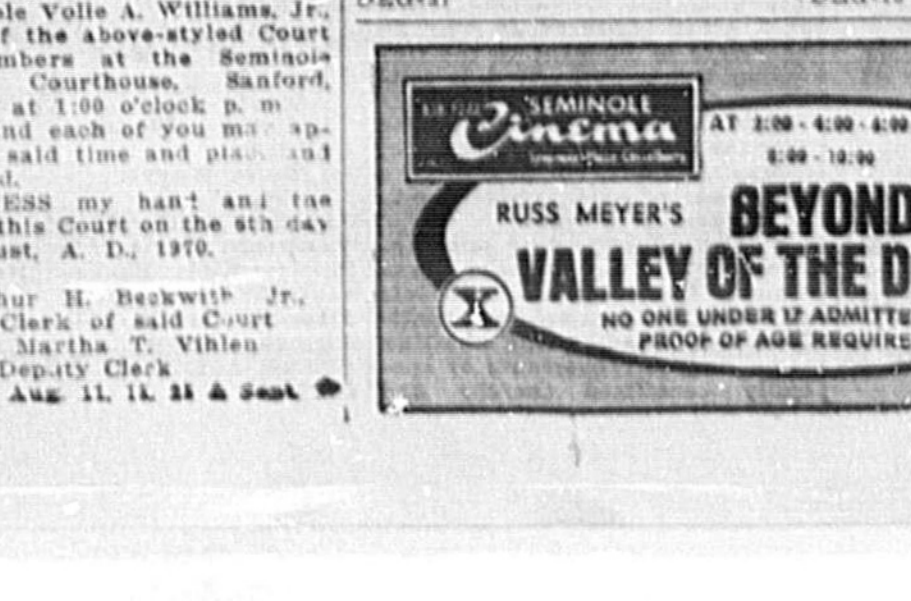 le Volie A. Williams, Jr.,
f the above-styled Court
mbers at the Seminole
Courthouse, Sanford,
at 1:00 o'clock p. m
nd each of you may ap-
said time and place and
d.
ESS my hand and the
this Court on the 6th day
ust, A. D., 1970.
hur H. Beckwith Jr.,
Clerk of said Court
Martha T. Vihlen
Deputy Clerk
Aug. 11, 18, 25 & Sept.
SEMINOLE
Cinema
AT 2:00 - 4:00 - 6:00
8:00 - 10:00
RUSS MEYER'S BEYOND
VALLEY OF THE D
X
NO ONE UNDER 17 ADMITTE
PROOF OF AGE REQUIRE